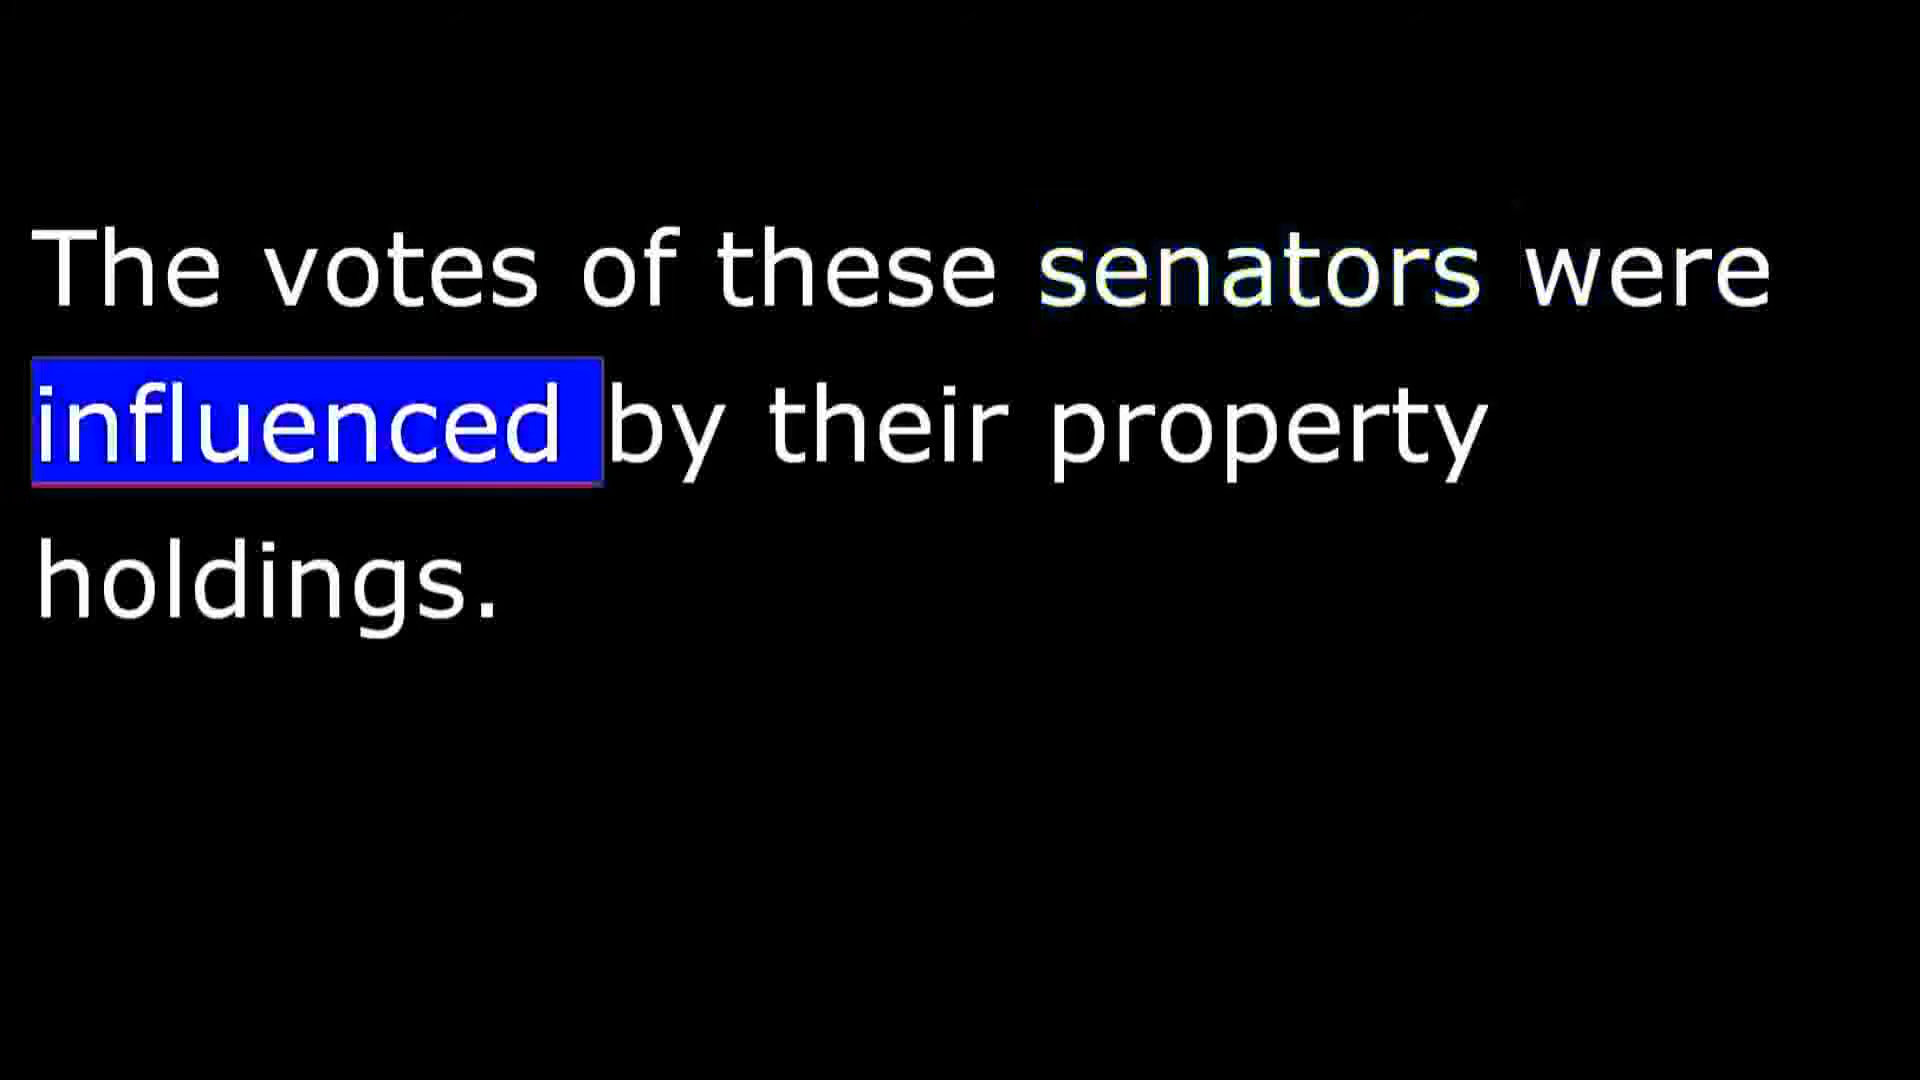 The votes of these senators were
influenced by their property
holdings.